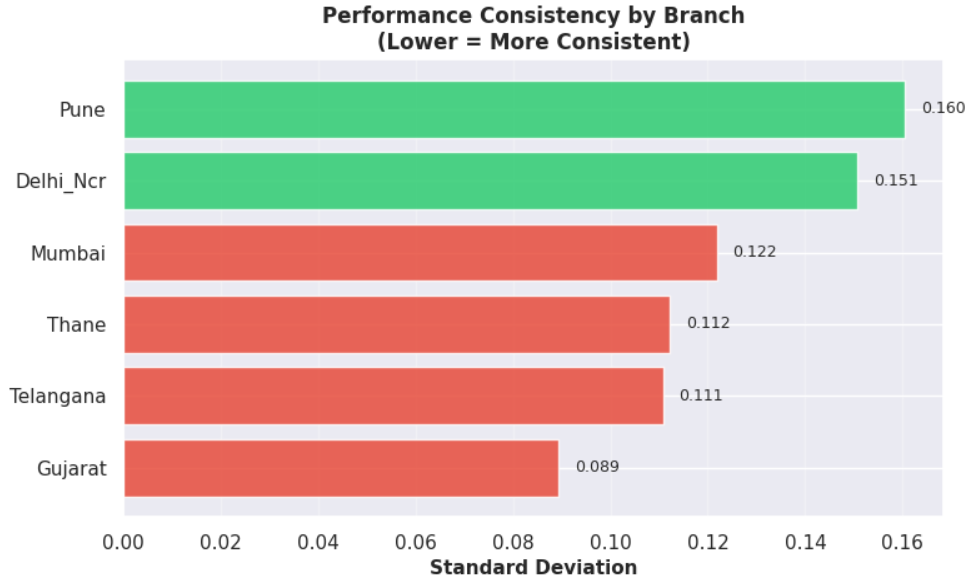 Performance Consistency by Branch
(Lower = More Consistent)
Pune
0.160
Delhi_Ncr
0.151
Mumbai
0.122
Thane
0.112
Telangana
0.111
Gujarat
0.089
0.00 0.02 0.04 0.06 0.08 0.10 0.12 0.14 0.16
Standard Deviation